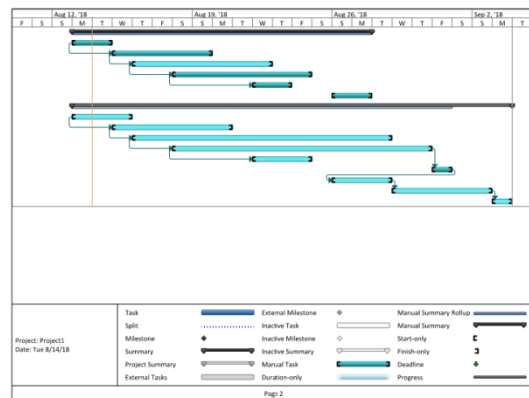 Aug 12, '18 Aug 19, '18 Aug 26, '18 Sep 2, '18
F S S M T W T F S S M T W T F S S M T W T F S S M T
Task External Milestone Manual Summary Rollup
Split Inactive Task Manual Summary
Project: Project1 Milestone Inactive Milestone Start-only
Date: Tue 8/14/18 Summary Inactive Summary Finish-only
Project Summary Manual Task Deadline
External Tasks Duration-only Progress
Page 2